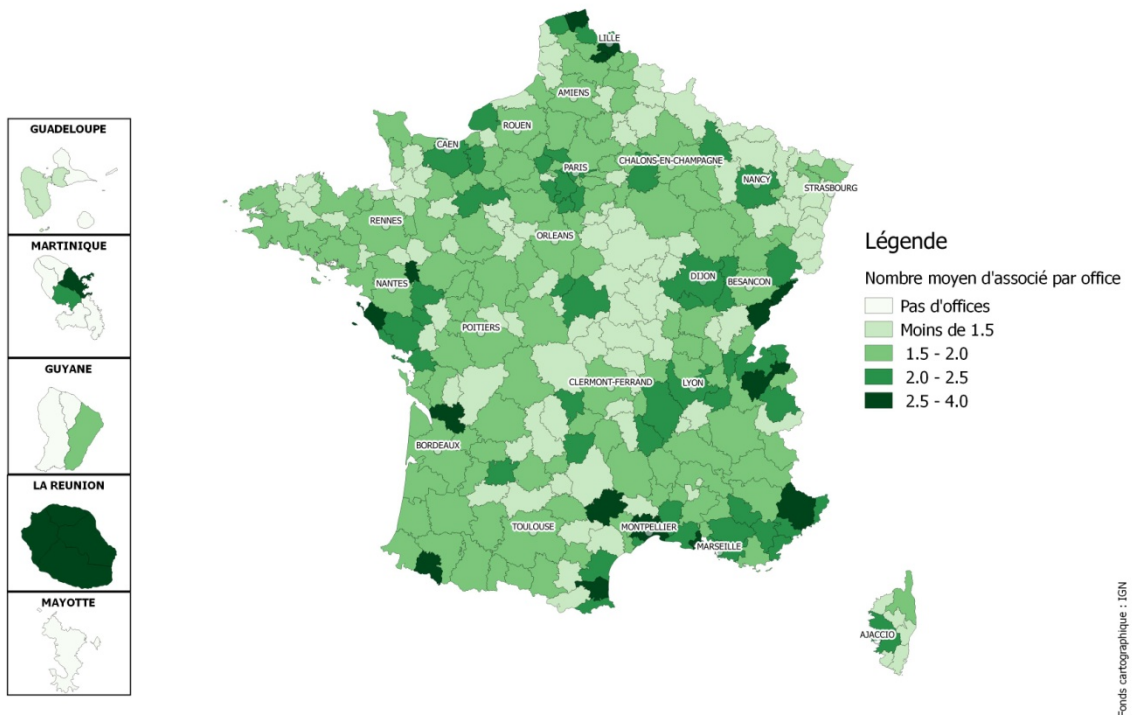 GUADELOUPE
MARTINIQUE
GUYANE
LA REUNION
MAYOTTE
LILLE
AMIENS
ROUEN
CAEN
PARIS
CHALONS-EN-CHAMPAGNE
NANCY
STRASBOURG
RENNES
ORLEANS
NANTES
DIJON
BESANCON
POITIERS
CLERMONT-FERRAND
LYON
BORDEAUX
TOULOUSE
MONTPELLIER
MARSEILLE
AJACCIO
Légende
Nombre moyen d'associé par office
Pas d'offices
Moins de 1.5
1.5 - 2.0
2.0 - 2.5
2.5 - 4.0
Fonds cartographique : IGN